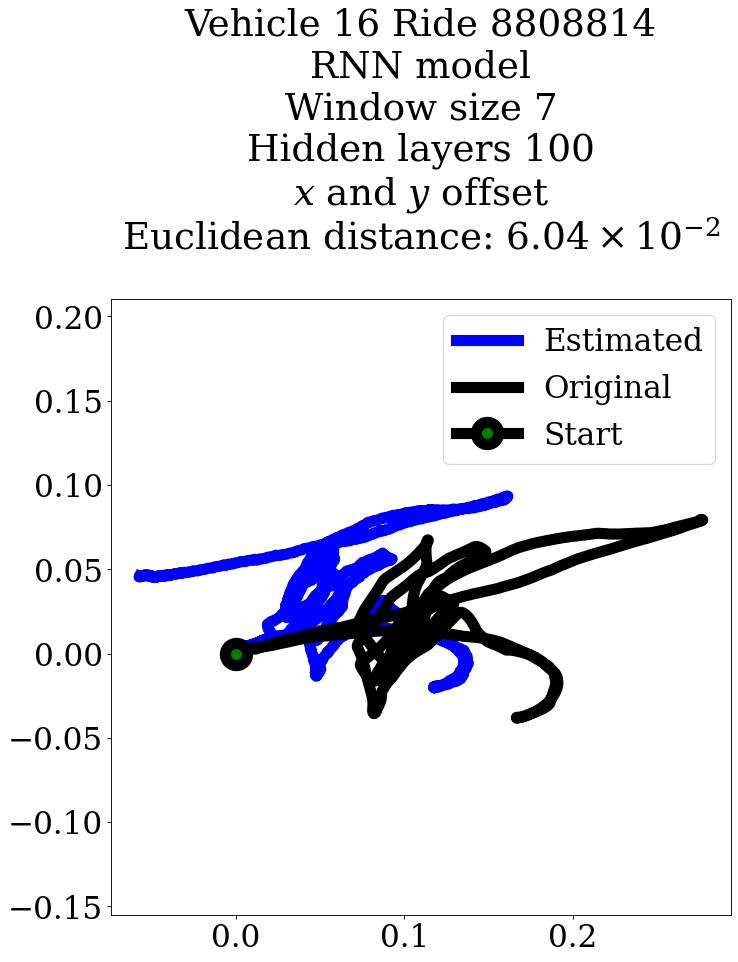 Vehicle 16 Ride 8808814
RNN model
Window size 7
Hidden layers 100
x and y offset
Euclidean distance: 6.04 × 10⁻²
Estimated
Original
Start
0.20
0.15
0.10
0.05
0.00
−0.05
−0.10
−0.15
0.0 0.1 0.2